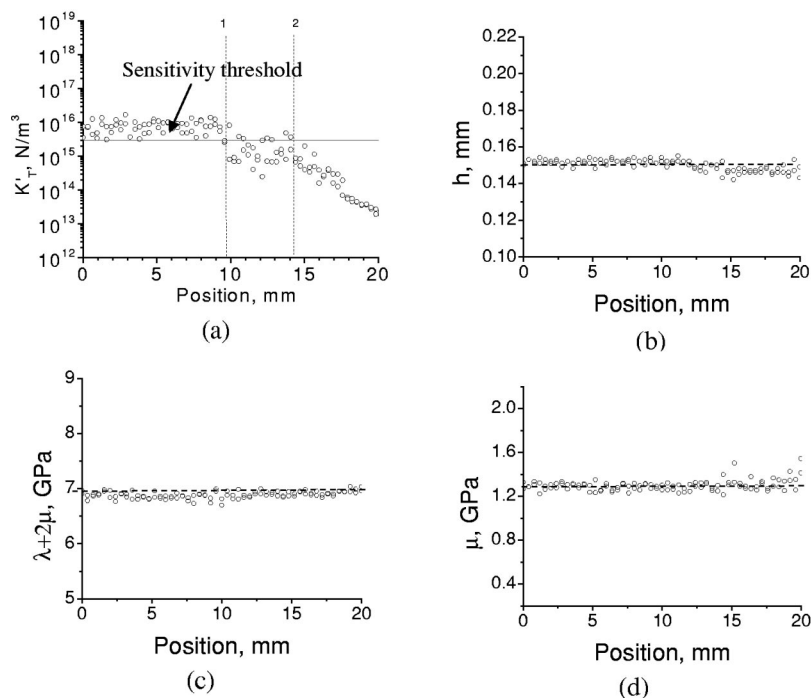 1 2
10^19
10^18
10^17
10^16
10^15
10^14
10^13
10^12
K'_T, N/m^3
Sensitivity threshold
0 5 10 15 20
Position, mm
(a)
0.22
0.20
0.18
0.16
0.14
0.12
0.10
h, mm
0 5 10 15 20
Position, mm
(b)
9
8
7
6
5
λ+2μ, GPa
0 5 10 15 20
Position, mm
(c)
2.0
1.6
1.2
0.8
0.4
μ, GPa
0 5 10 15 20
Position, mm
(d)